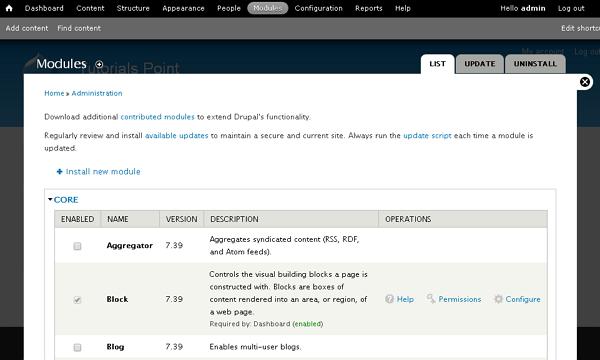 Dashboard Content Structure Appearance People Modules Configuration Reports Help Hello admin Log out
Add content Find content Edit shortcu
My account Log out
Modules Tutorials Point LIST UPDATE UNINSTALL
Home » Administration
Download additional contributed modules to extend Drupal's functionality.
Regularly review and install available updates to maintain a secure and current site. Always run the update script each time a module is
updated.
+ Install new module
CORE
ENABLED NAME VERSION DESCRIPTION OPERATIONS
Aggregator 7.39 Aggregates syndicated content (RSS, RDF,
and Atom feeds).
Controls the visual building blocks a page is
constructed with. Blocks are boxes of
Block 7.39 content rendered into an area, or region, of Help Permissions Configure
a web page.
Required by: Dashboard (enabled)
Blog 7.39 Enables multi-user blogs.